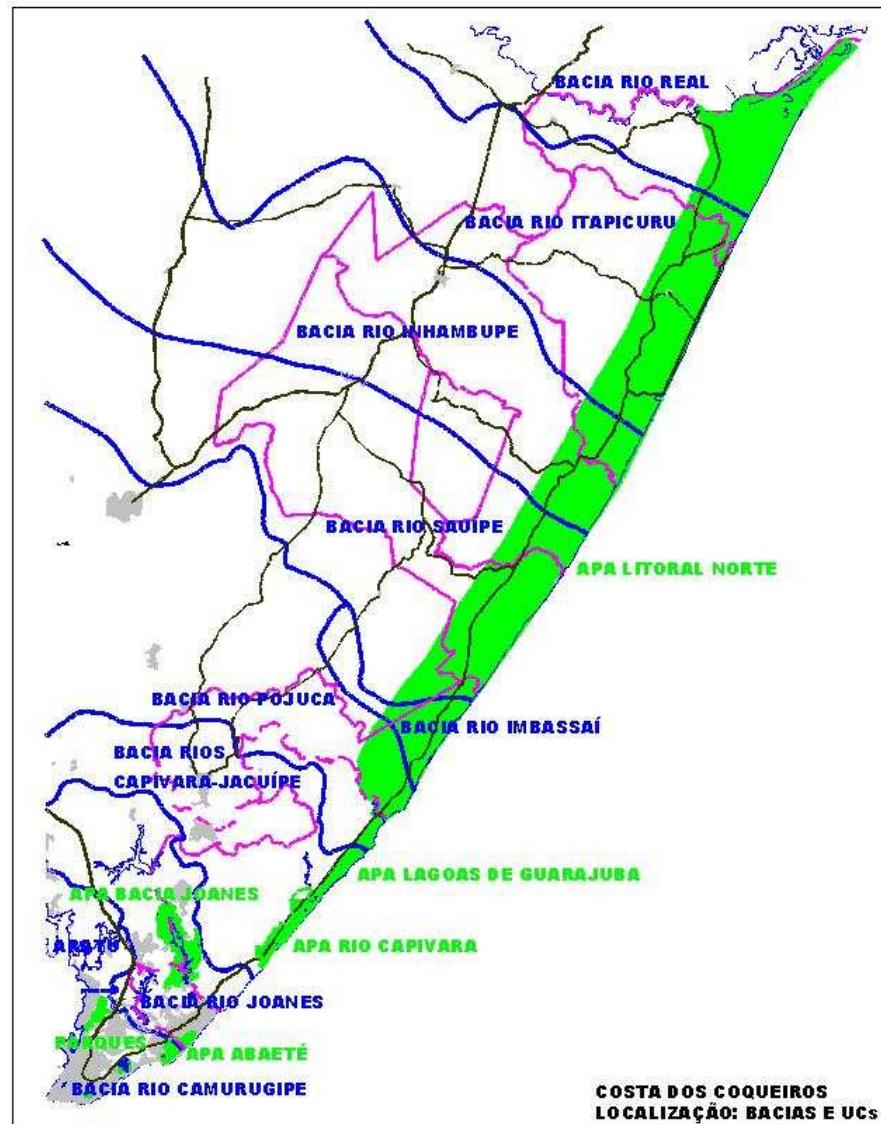 BACIA RIO REAL
BACIA RIO ITAPICURU
BACIA RIO INHAMBUPE
BACIA RIO SAUÍPE
APA LITORAL NORTE
BACIA RIO POJUCA
BACIA RIO IMBASSAÍ
BACIA RIOS
CAPIVARA-JACUÍPE
APA LAGOAS DE GUARAJUBA
APA BACIA JOANES
APA RIO CAPIVARA
ARATU
BACIA RIO JOANES
PARQUES
APA ABAETÉ
BACIA RIO CAMURUGIPE
COSTA DOS COQUEIROS
LOCALIZAÇÃO: BACIAS E UCs